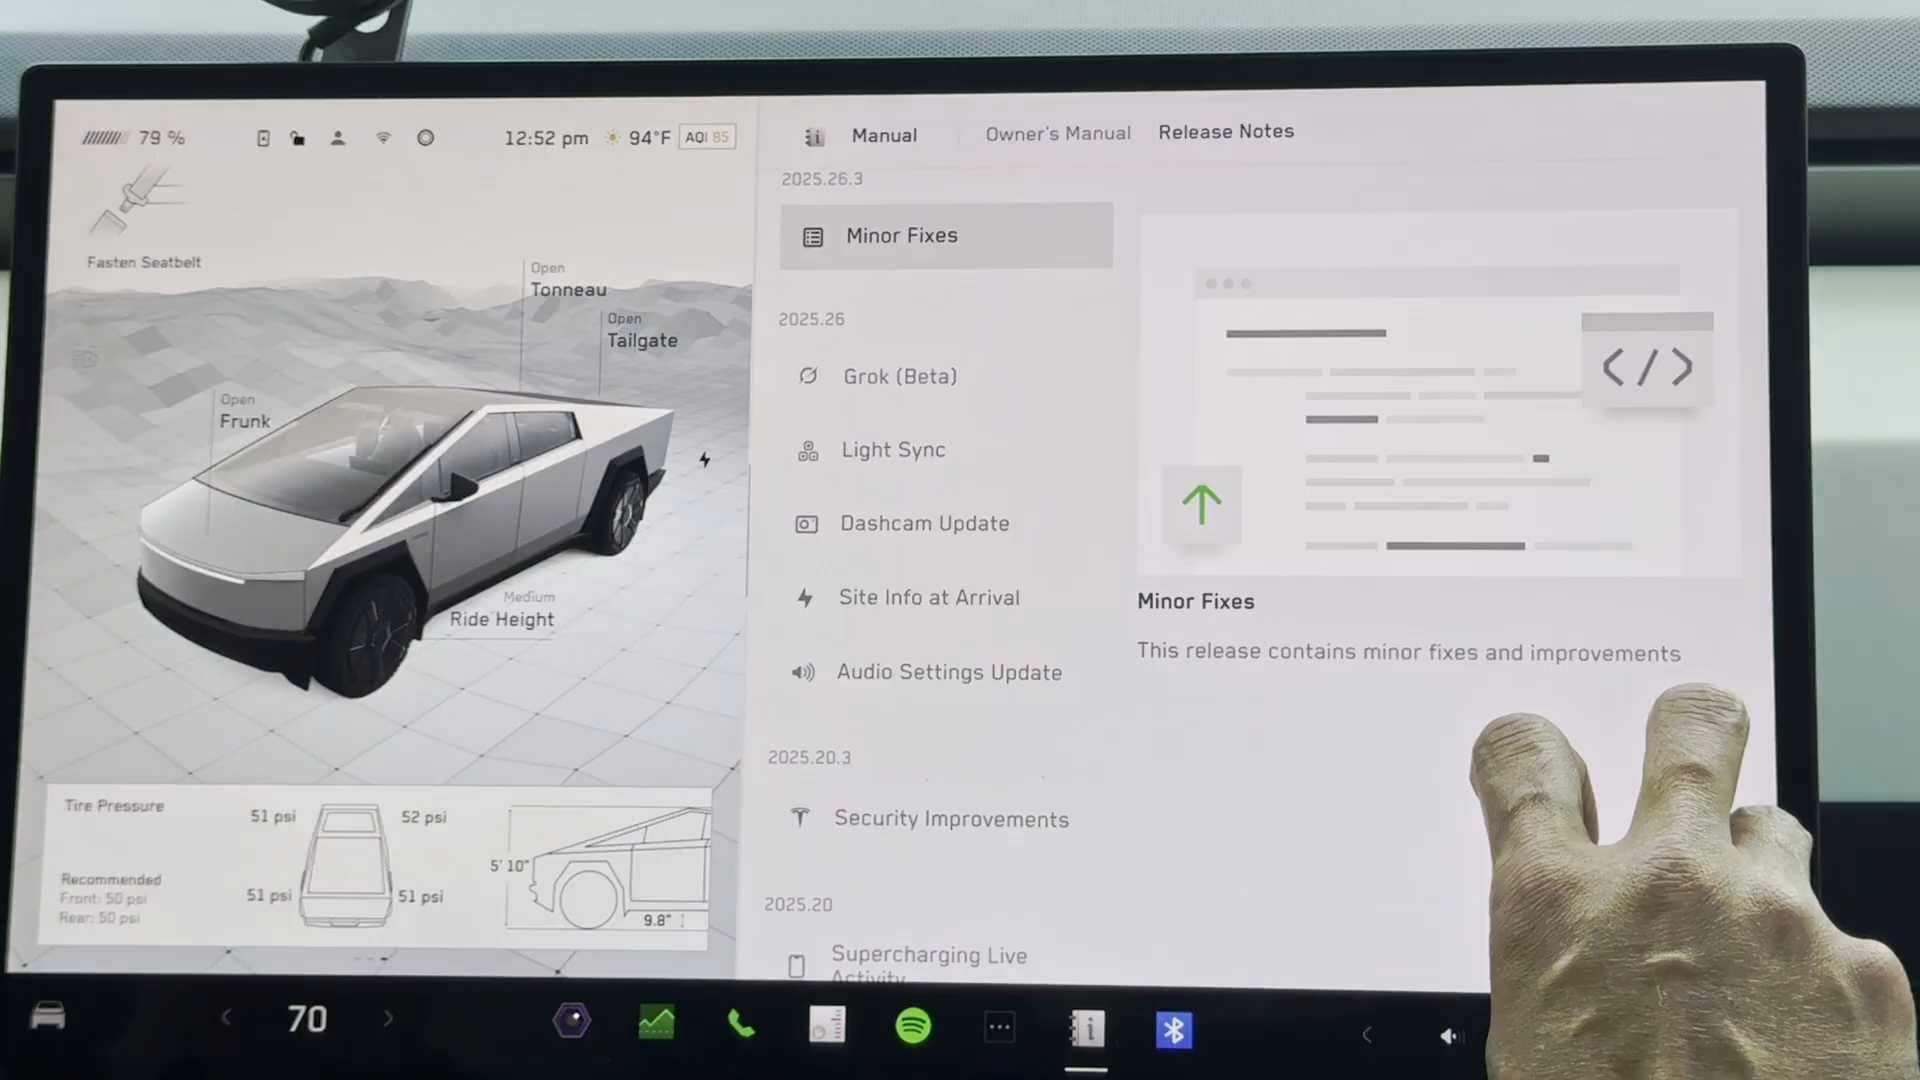 79 %
12:52 pm
94°F
AQI 85
Fasten Seatbelt
Open
Tonneau
Open
Tailgate
Open
Frunk
Medium
Ride Height
Tire Pressure
51 psi
52 psi
Recommended
Front: 50 psi
Rear: 50 psi
51 psi
51 psi
5' 10"
9.8"
Manual
Owner's Manual
Release Notes
2025.26.3
Minor Fixes
2025.26
Grok (Beta)
Light Sync
Dashcam Update
Site Info at Arrival
Audio Settings Update
2025.20.3
Security Improvements
2025.20
Supercharging Live
Activity
</>
Minor Fixes
This release contains minor fixes and improvements
70